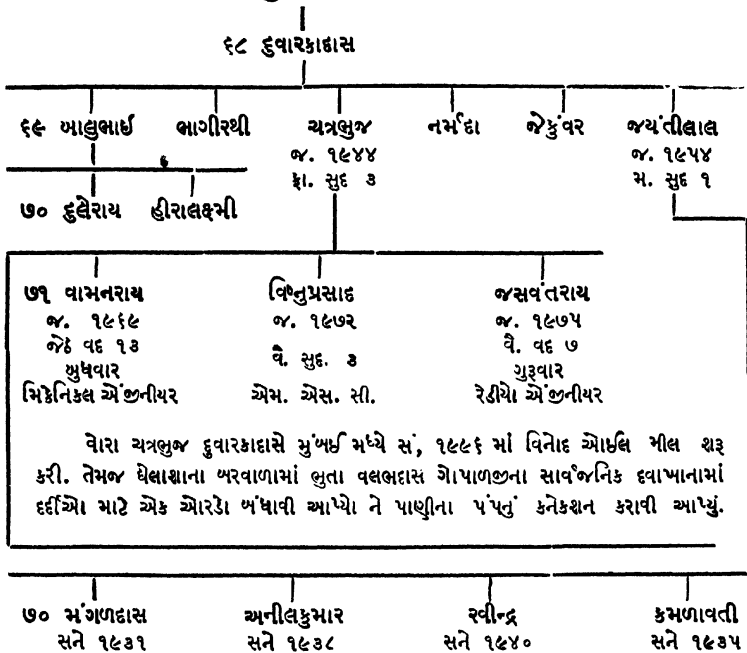 ૬૮ દુવારકાદાસ
૬૯ બાલુભાઈ ભાગીરથી ચત્રભુજ નર્મદા જેકુંવર જયંતીલાલ
જ. ૧૯૪૪ જ. ૧૯૫૪
ફા. સુદ ૩ મ. સુદ ૧
૭૦ દુલેરાય હીરાલક્ષ્મી
૭૧ વામનરાય વિષ્નુપ્રસાદ જસવંતરાય
જ. ૧૯૬૯ જ. ૧૯૭૨ જ. ૧૯૭૫
જેઠ વદ ૧૩ વૈ. સુદ. ૩ વૈ. વદ ૭
બુધવાર ગુરૂવાર
મિકેનિકલ એંજીનીયર એમ. એસ. સી. રેડીયો એંજીનીયર
વોરા ચત્રભુજ દુવારકાદાસે મુંબઈ મધ્યે સં, ૧૯૯૬ માં વિનોદ ઓઈલ મીલ શરૂ
કરી. તેમજ ઘેલાશાના બરવાળામાં ભુતા વલભદાસ ગોપાળજીના સાર્વજનિક દવાખાનામાં
દર્દીઓ માટે એક ઓરડો બંધાવી આપ્યો ને પાણીના પંપનું કનેકશન કરાવી આપ્યું.
૭૦ મંગળદાસ અનીલકુમાર રવીન્દ્ર કમળાવતી
સને ૧૯૩૧ સને ૧૯૩૮ સને ૧૯૪૦ સને ૧૯૩૫